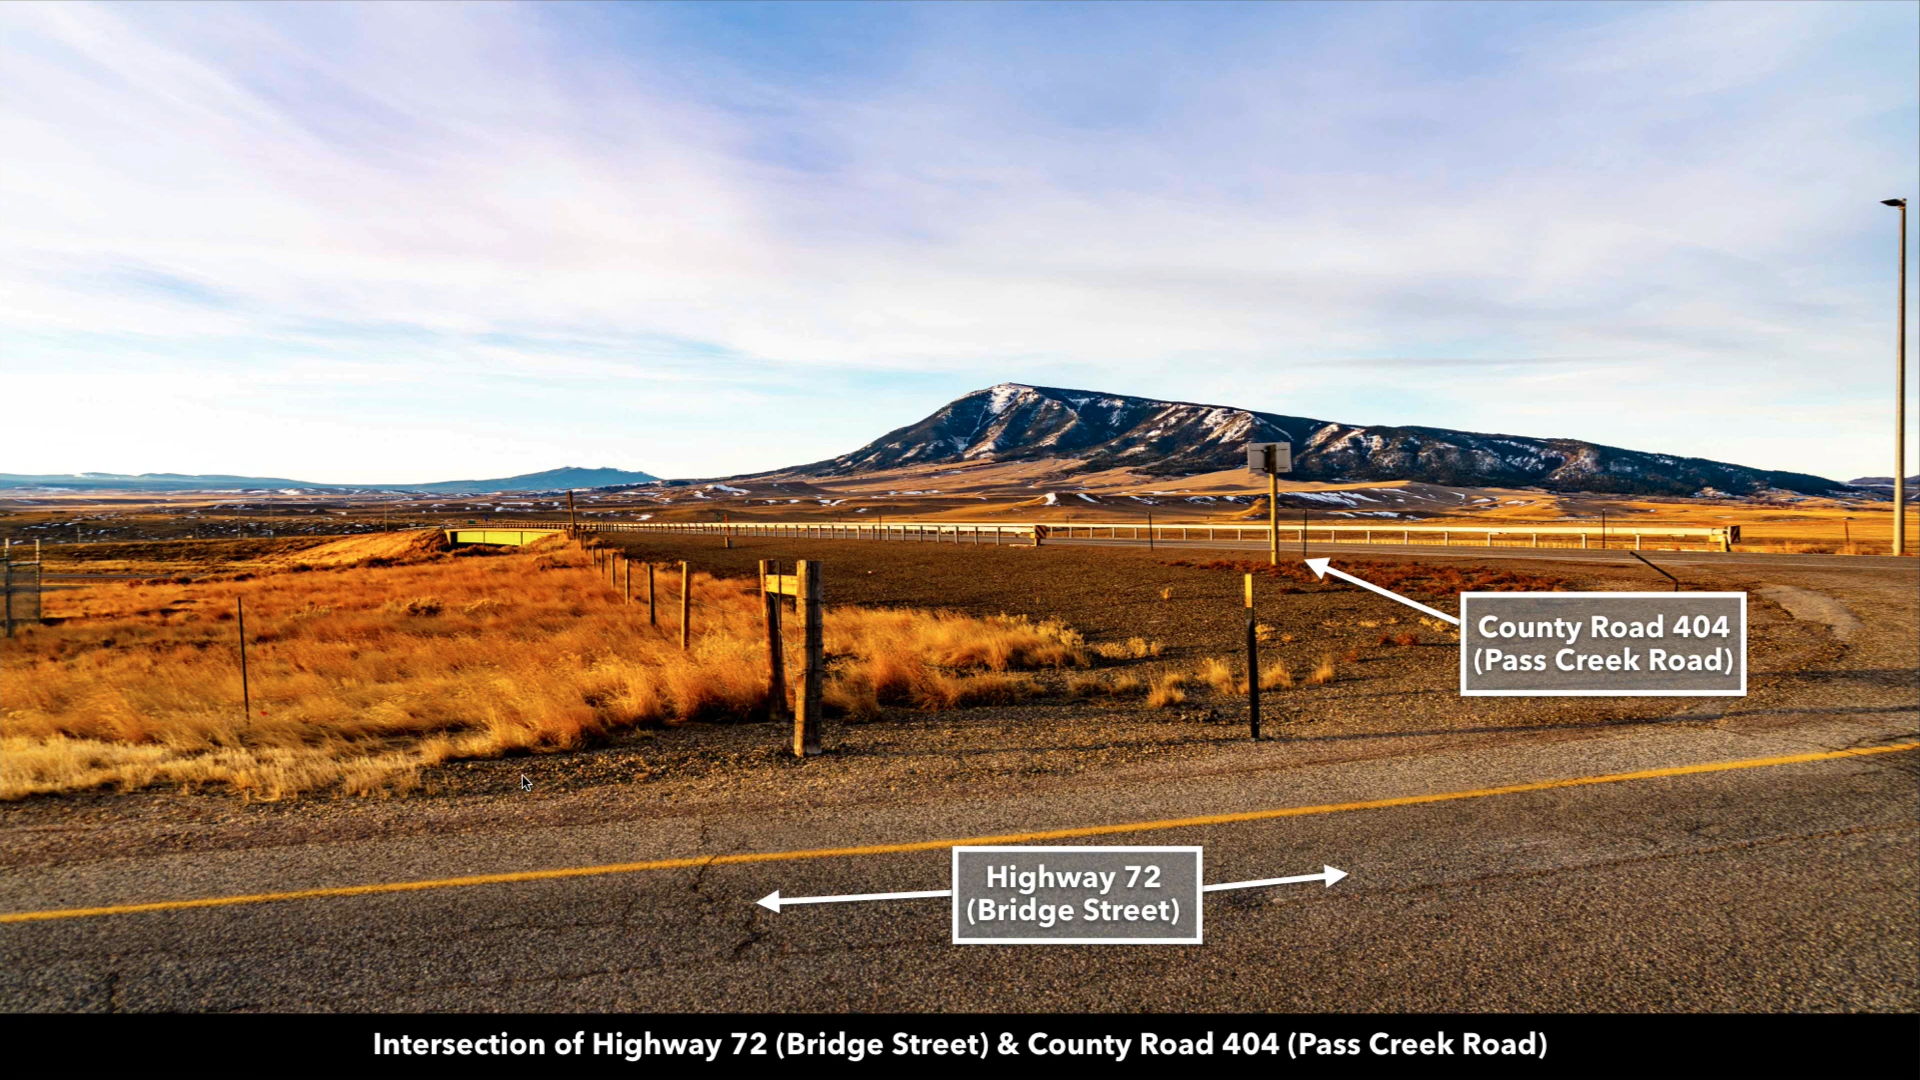 County Road 404
(Pass Creek Road)
Highway 72
(Bridge Street)
Intersection of Highway 72 (Bridge Street) & County Road 404 (Pass Creek Road)